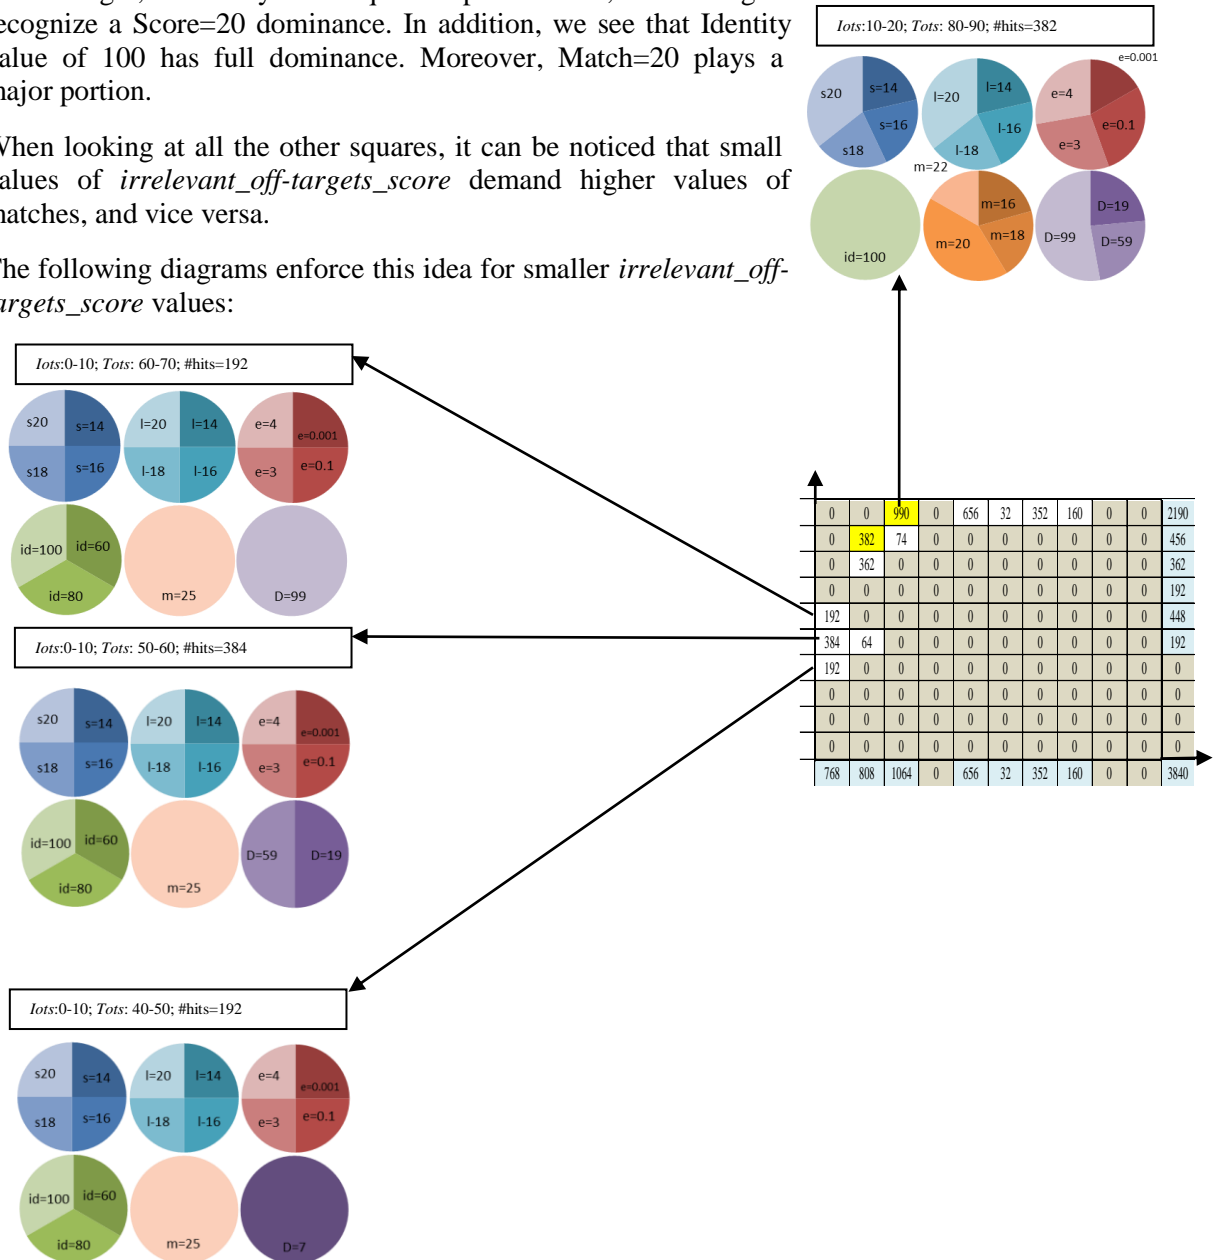 recognize a Score=20 dominance. In addition, we see that Identity
value of 100 has full dominance. Moreover, Match=20 plays a
major portion.
When looking at all the other squares, it can be noticed that small
values of irrelevant_off-targets_score demand higher values of
matches, and vice versa.
The following diagrams enforce this idea for smaller irrelevant_off-
targets_score values:
Iots:10-20; Tots: 80-90; #hits=382
s20 s=14 s=16 s18
l=20 l=14 l-16 l-18
e=0.001 e=4 e=0.1 e=3
id=100
m=22 m=16 m=18 m=20
D=19 D=99 D=59
Iots:0-10; Tots: 60-70; #hits=192
s20 s=14 s18 s=16
l=20 l=14 l-18 l-16
e=4 e=0.001 e=3 e=0.1
id=100 id=60 id=80
m=25
D=99
Iots:0-10; Tots: 50-60; #hits=384
s20 s=14 s18 s=16
l=20 l=14 l-18 l-16
e=4 e=0.001 e=3 e=0.1
id=100 id=60 id=80
m=25
D=59 D=19
Iots:0-10; Tots: 40-50; #hits=192
s20 s=14 s18 s=16
l=20 l=14 l-18 l-16
e=4 e=0.001 e=3 e=0.1
id=100 id=60 id=80
m=25
D=7
0 0 990 0 656 32 352 160 0 0 2190
0 382 74 0 0 0 0 0 0 0 456
0 362 0 0 0 0 0 0 0 0 362
0 0 0 0 0 0 0 0 0 0 192
192 0 0 0 0 0 0 0 0 0 448
384 64 0 0 0 0 0 0 0 0 192
192 0 0 0 0 0 0 0 0 0 0
0 0 0 0 0 0 0 0 0 0 0
0 0 0 0 0 0 0 0 0 0 0
0 0 0 0 0 0 0 0 0 0 0
768 808 1064 0 656 32 352 160 0 0 3840